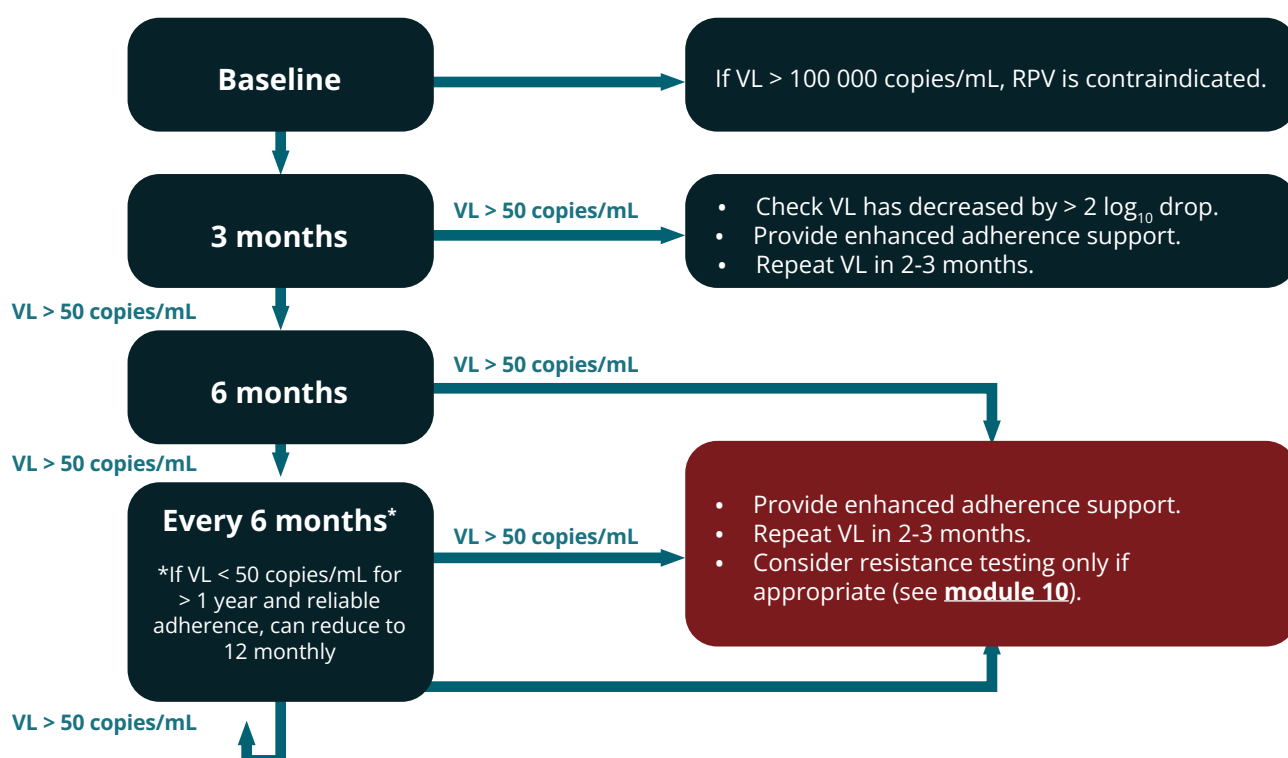 Baseline
If VL > 100 000 copies/mL, RPV is contraindicated.
3 months
VL > 50 copies/mL
• Check VL has decreased by > 2 log₁₀ drop.
• Provide enhanced adherence support.
• Repeat VL in 2-3 months.
VL > 50 copies/mL
6 months
VL > 50 copies/mL
VL > 50 copies/mL
Every 6 months*
*If VL < 50 copies/mL for
> 1 year and reliable
adherence, can reduce to
12 monthly
VL > 50 copies/mL
• Provide enhanced adherence support.
• Repeat VL in 2-3 months.
• Consider resistance testing only if
appropriate (see module 10).
VL > 50 copies/mL